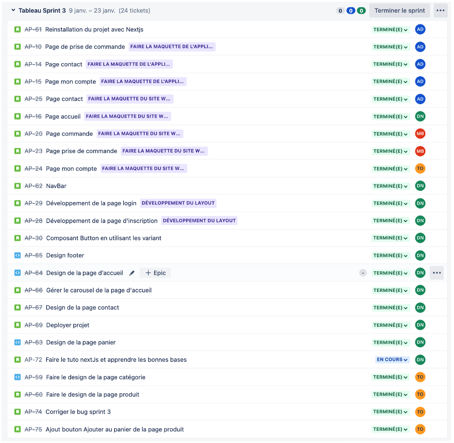 Tableau Sprint 3 9 janv. – 23 janv. (24 tickets) 0 0 0 Terminer le sprint
AP-61 Réinstallation du projet avec Nextjs TERMINÉ(E) AD
AP-10 Page de prise de commande FAIRE LA MAQUETTE DE L'APPLI... TERMINÉ(E) AD
AP-14 Page contact FAIRE LA MAQUETTE DE L'APPLI... TERMINÉ(E) AD
AP-15 Page mon compte FAIRE LA MAQUETTE DE L'APPLI... TERMINÉ(E) AD
AP-25 Page contact FAIRE LA MAQUETTE DU SITE W... TERMINÉ(E) AD
AP-16 Page accueil FAIRE LA MAQUETTE DU SITE W... TERMINÉ(E) DN
AP-20 Page commande FAIRE LA MAQUETTE DU SITE W... TERMINÉ(E) MB
AP-23 Page prise de commande FAIRE LA MAQUETTE DU SITE W... TERMINÉ(E) MB
AP-24 Page mon compte FAIRE LA MAQUETTE DU SITE W... TERMINÉ(E) TO
AP-62 NavBar TERMINÉ(E) DN
AP-29 Développement de la page login DÉVELOPPEMENT DU LAYOUT TERMINÉ(E) DN
AP-28 Développement de la page d'inscription DÉVELOPPEMENT DU LAYOUT TERMINÉ(E) DN
AP-30 Composant Button en utilisant les variant TERMINÉ(E) DN
AP-65 Design footer TERMINÉ(E) DN
AP-64 Design de la page d'accueil + Epic - TERMINÉ(E) DN
AP-66 Gérer le carousel de la page d'accueil TERMINÉ(E) DN
AP-67 Design de la page contact TERMINÉ(E) DN
AP-69 Deployer projet TERMINÉ(E) DN
AP-63 Design de la page panier TERMINÉ(E) DN
AP-72 Faire le tuto next.js et apprendre les bonnes bases EN COURS DN
AP-59 Faire le design de la page catégorie TERMINÉ(E) TO
AP-60 Faire le design de la page produit TERMINÉ(E) TO
AP-74 Corriger le bug sprint 3 TERMINÉ(E) TO
AP-75 Ajout bouton Ajouter au panier de la page produit TERMINÉ(E) TO